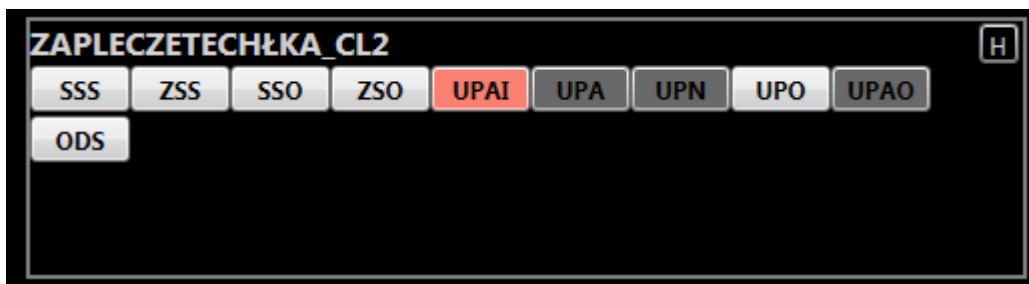 ZAPLECZETECHŁKA_CL2 H
SSS ZSS SSO ZSO UPAI UPA UPN UPO UPAO
ODS